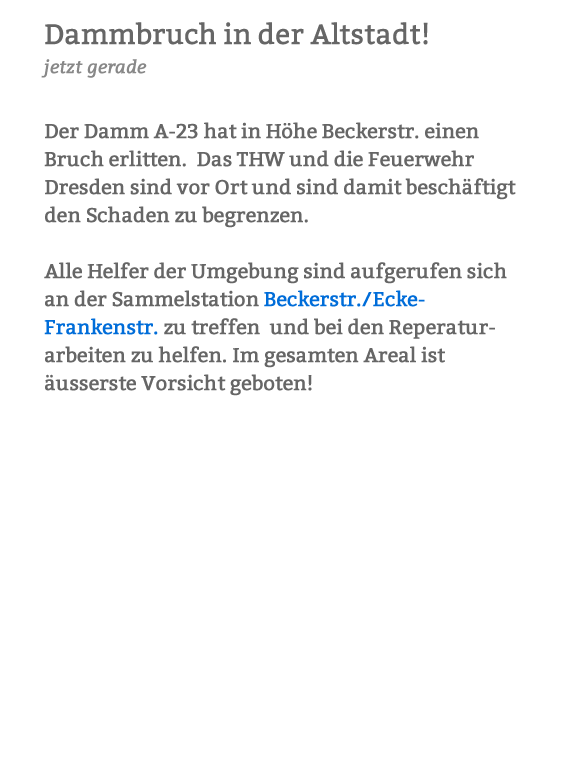 Dammbruch in der Altstadt!
jetzt gerade
Der Damm A-23 hat in Höhe Beckerstr. einen
Bruch erlitten.  Das THW und die Feuerwehr
Dresden sind vor Ort und sind damit beschäftigt
den Schaden zu begrenzen.
Alle Helfer der Umgebung sind aufgerufen sich
an der Sammelstation Beckerstr./Ecke-
Frankenstr. zu treffen  und bei den Reperatur-
arbeiten zu helfen. Im gesamten Areal ist
äusserste Vorsicht geboten!